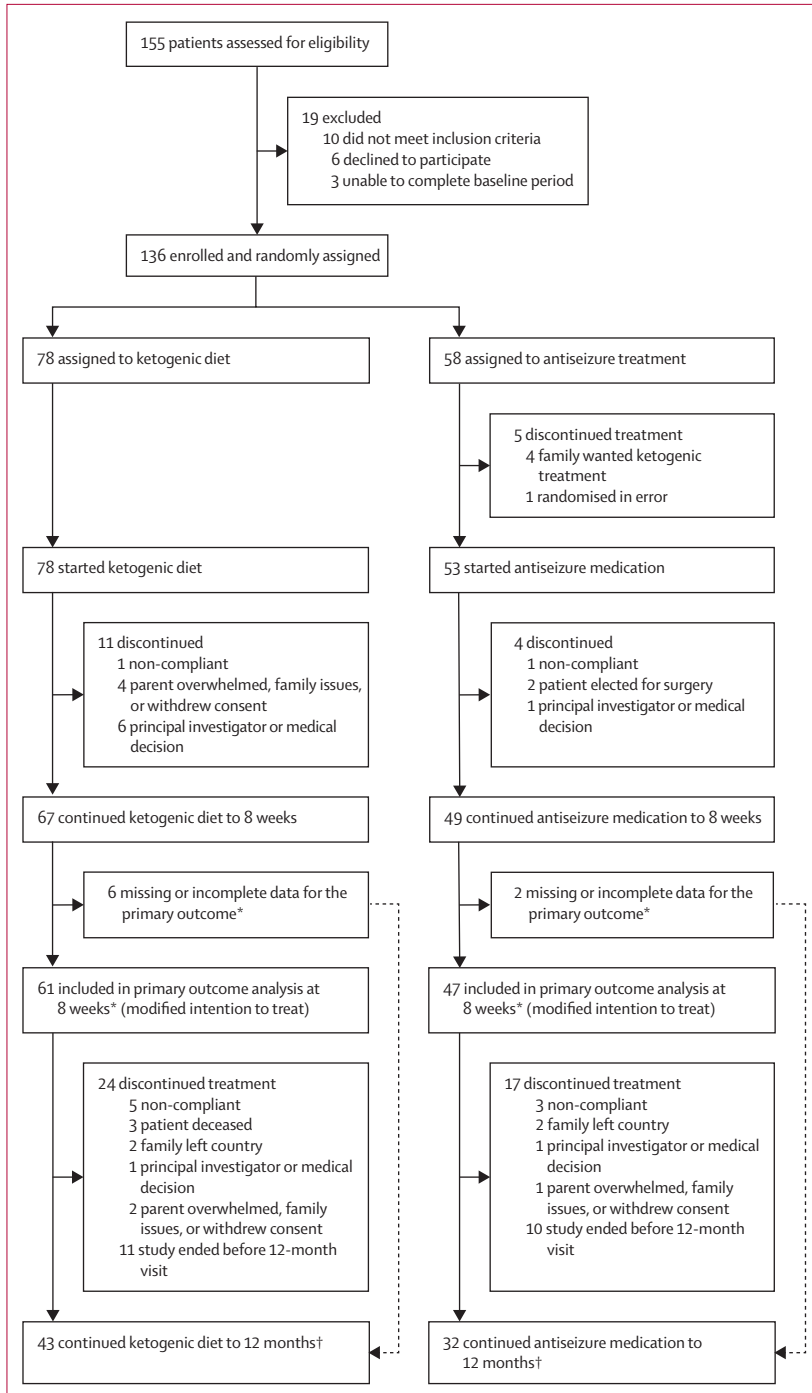 155 patients assessed for eligibility
19 excluded
10 did not meet inclusion criteria
6 declined to participate
3 unable to complete baseline period
136 enrolled and randomly assigned
78 assigned to ketogenic diet
58 assigned to antiseizure treatment
5 discontinued treatment
4 family wanted ketogenic
treatment
1 randomised in error
78 started ketogenic diet
53 started antiseizure medication
11 discontinued
1 non-compliant
4 parent overwhelmed, family issues,
or withdrew consent
6 principal investigator or medical
decision
4 discontinued
1 non-compliant
2 patient elected for surgery
1 principal investigator or medical
decision
67 continued ketogenic diet to 8 weeks
49 continued antiseizure medication to 8 weeks
6 missing or incomplete data for the
primary outcome*
2 missing or incomplete data for the
primary outcome*
61 included in primary outcome analysis at
8 weeks* (modified intention to treat)
47 included in primary outcome analysis at
8 weeks* (modified intention to treat)
24 discontinued treatment
5 non-compliant
3 patient deceased
2 family left country
1 principal investigator or medical
decision
2 parent overwhelmed, family
issues, or withdrew consent
11 study ended before 12-month
visit
17 discontinued treatment
3 non-compliant
2 family left country
1 principal investigator or medical
decision
1 parent overwhelmed, family
issues, or withdrew consent
10 study ended before 12-month
visit
43 continued ketogenic diet to 12 months†
32 continued antiseizure medication to
12 months†